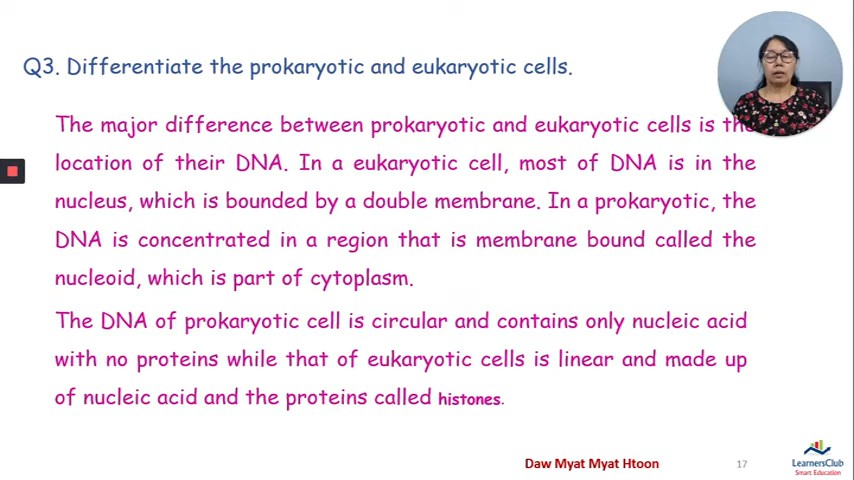 Q3. Differentiate the prokaryotic and eukaryotic cells.
The major difference between prokaryotic and eukaryotic cells is the
location of their DNA. In a eukaryotic cell, most of DNA is in the
nucleus, which is bounded by a double membrane. In a prokaryotic, the
DNA is concentrated in a region that is membrane bound called the
nucleoid, which is part of cytoplasm.
The DNA of prokaryotic cell is circular and contains only nucleic acid
with no proteins while that of eukaryotic cells is linear and made up
of nucleic acid and the proteins called histones.
Daw Myat Myat Htoon
17
LearnersClub
Smart Education